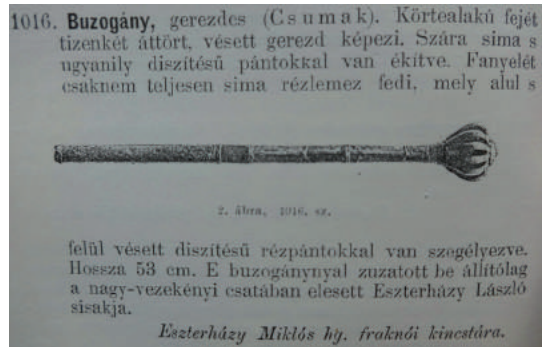 1016. Buzogány, gerezdes (Csumak). Körtealakú fejét
tizenkét áttört, vésett gerezd képezi. Szára sima s
ugyanily diszítésű pántokkal van ékítve. Fanyelét
csaknem teljesen sima rézlemez fedi, mely alul s
2. ábra, 1016. sz.
felül vésett diszítésű rézpántokkal van szegélyezve.
Hossza 53 cm. E buzogánynyal zuzatott be állítólag
a nagy-vezekényi csatában elesett Eszterházy László
sisakja.
Eszterházy Miklós hg. fraknói kincstára.